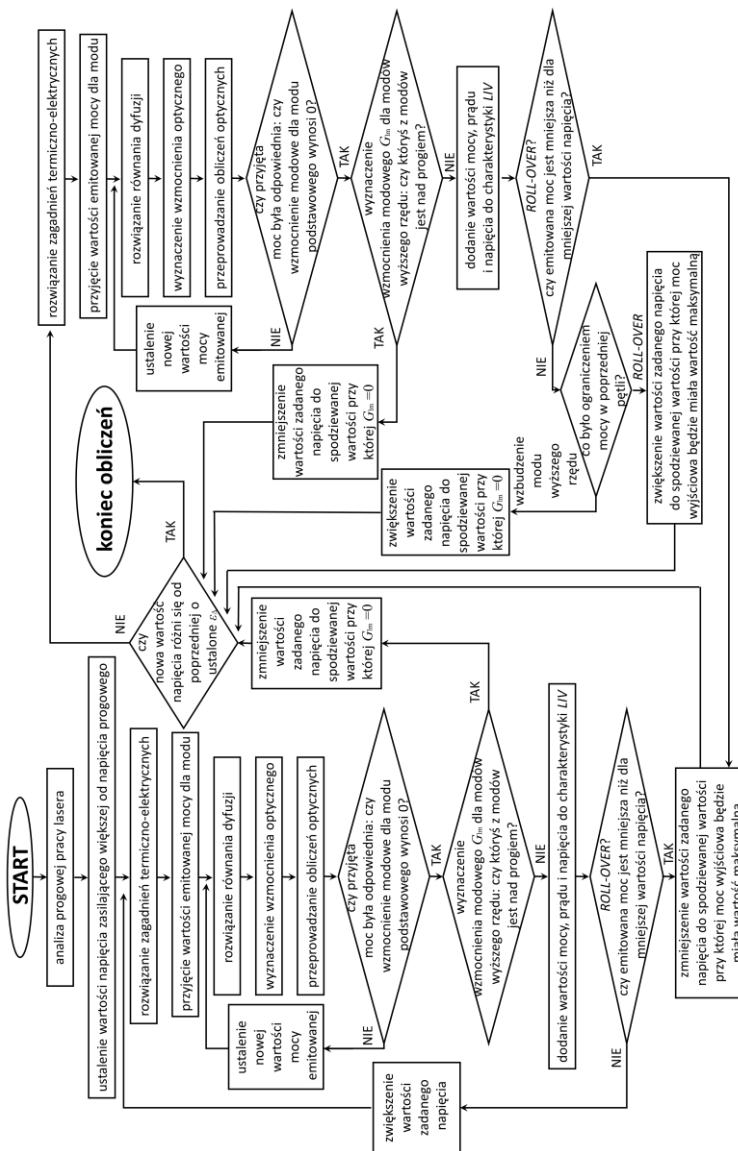 START
analiza progowej pracy lasera
ustalenie wartości napięcia zasilającego większej od napięcia progowego
rozwiązanie zagadnień termiczno-elektrycznych
przyjęcie wartości emitowanej mocy dla modu
rozwiązanie równania dyfuzji
wyznaczenie wzmocnienia optycznego
przeprowadzanie obliczeń optycznych
czy przyjęta
moc była odpowiednia: czy
wzmocnienie modowe dla modu
podstawowego wynosi 0?
NIE
ustalenie
nowej
wartości
mocy
emitowanej
TAK
wyznaczenie
wzmocnienia modowego Glm dla modów
wyższego rzędu: czy któryś z modów
jest nad progiem?
TAK
zmniejszenie
wartości
zadanego
napięcia do
spodziewanej
wartości przy
której Glm =0
NIE
dodanie wartości mocy, prądu i napięcia do charakterystyki LIV
ROLL-OVER?
czy emitowana moc jest mniejsza niż dla
mniejszej wartości napięcia?
NIE
zwiększenie
wartości
zadanego
napięcia
TAK
zmniejszenie wartości zadanego
napięcia do spodziewanej wartości
przy której moc wyjściowa będzie
miała wartość maksymalną
czy
nowa wartość
napięcia różni się od
poprzedniej o
ustalone
NIE
TAK
koniec obliczeń
rozwiązanie zagadnień termiczno-elektrycznych
przyjęcie wartości emitowanej mocy dla modu
rozwiązanie równania dyfuzji
wyznaczenie wzmocnienia optycznego
przeprowadzanie obliczeń optycznych
czy przyjęta
moc była odpowiednia: czy
wzmocnienie modowe dla modu
podstawowego wynosi 0?
NIE
ustalenie
nowej
wartości
mocy
emitowanej
TAK
wyznaczenie
wzmocnienia modowego Glm dla modów
wyższego rzędu: czy któryś z modów
jest nad progiem?
TAK
zmniejszenie
wartości zadanego
napięcia do
spodziewanej
wartości przy
której Glm =0
NIE
dodanie wartości mocy, prądu
i napięcia do charakterystyki LIV
ROLL-OVER?
czy emitowana moc jest mniejsza niż dla
mniejszej wartości napięcia?
NIE
TAK
co było ograniczeniem
mocy w poprzedniej
pętli?
wzbudzenie
modu
wyższego
rzędu
zwiększenie
wartości
zadanego
napięcia do
spodziewanej
wartości przy
której Glm =0
ROLL-OVER
zwiększenie wartości zadanego napięcia
do spodziewanej wartości przy której moc
wyjściowa będzie miała wartość maksymalną